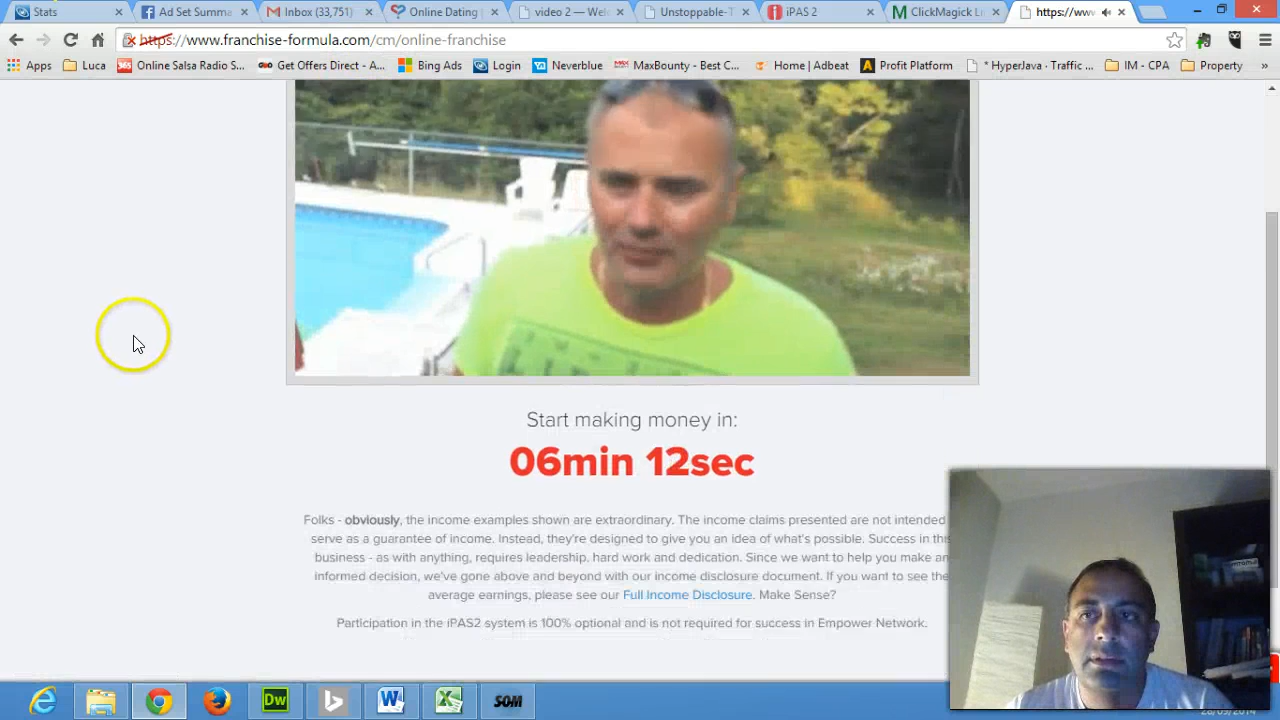 Stats
Ad Set Summa
Inbox (33,751)
Online Dating |
video 2 — Wel
Unstoppable-T
iPAS 2
ClickMagick Li
https://www
https://www.franchise-formula.com/cm/online-franchise
Apps
Luca
Online Salsa Radio S...
Get Offers Direct - A...
Bing Ads
Login
Neverblue
MaxBounty - Best C...
Home | Adbeat
Profit Platform
* HyperJava : Traffic ...
IM - CPA
Property
»
Start making money in:
06min 12sec
Folks - obviously, the income examples shown are extraordinary. The income claims presented are not intended
serve as a guarantee of income. Instead, they're designed to give you an idea of what's possible. Success in this
business - as with anything, requires leadership, hard work and dedication. Since we want to help you make an
informed decision, we've gone above and beyond with our income disclosure document. If you want to see the
average earnings, please see our Full Income Disclosure. Make Sense?
Participation in the iPAS2 system is 100% optional and is not required for success in Empower Network.
Dw
SOM